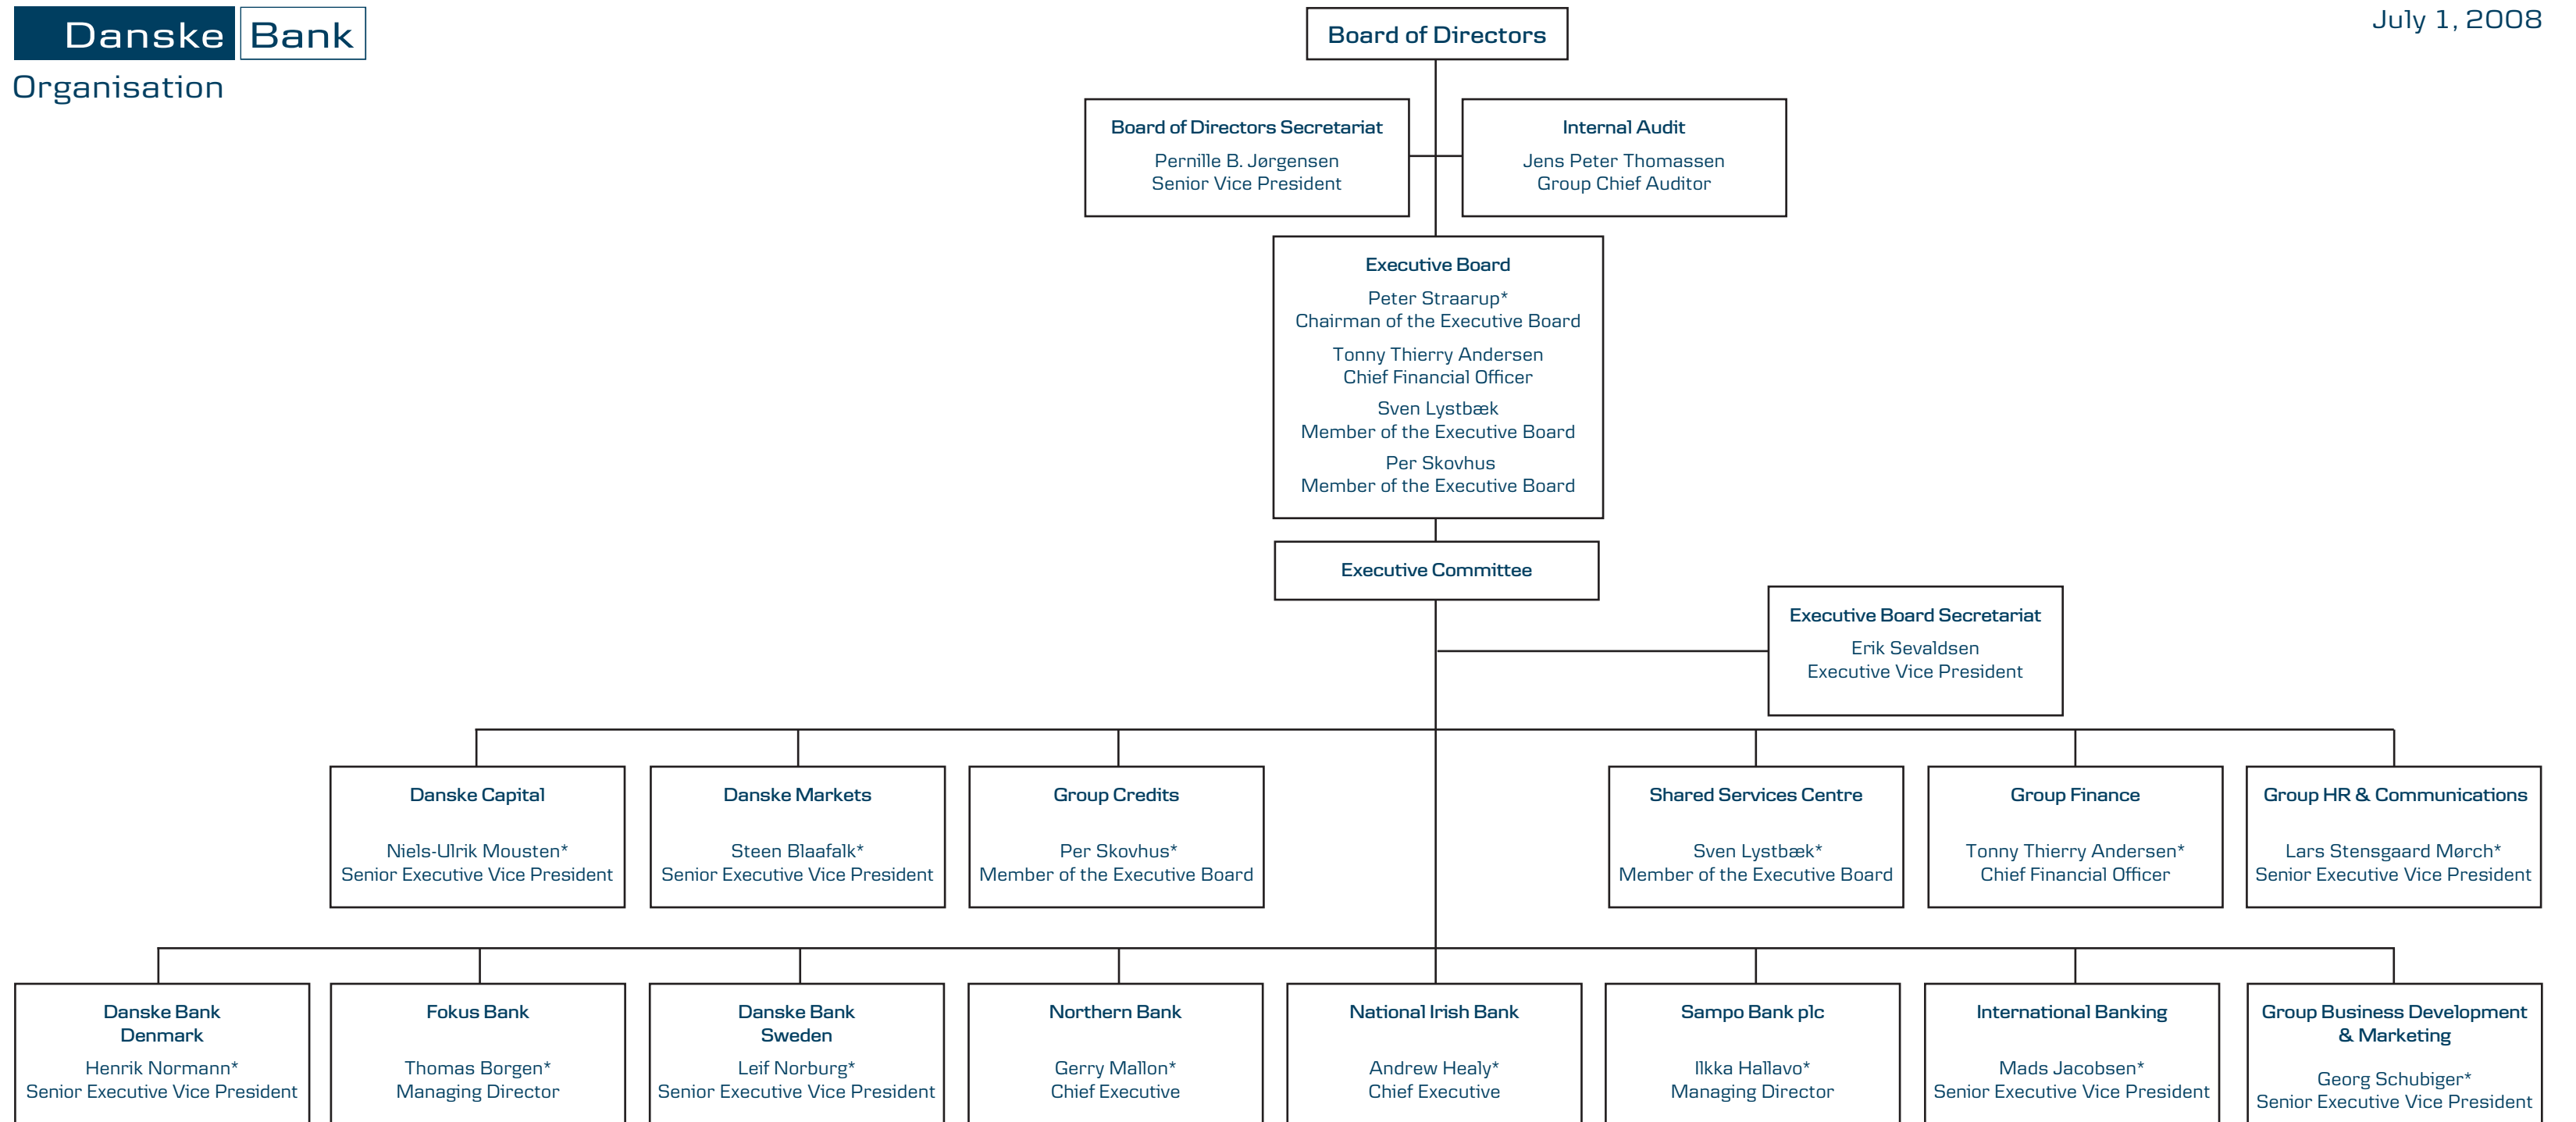 Danske Bank
Organisation
July 1, 2008
Board of Directors
Board of Directors Secretariat
Pernille B. Jørgensen
Senior Vice President
Internal Audit
Jens Peter Thomassen
Group Chief Auditor
Executive Board
Peter Straarup*
Chairman of the Executive Board
Tonny Thierry Andersen
Chief Financial Officer
Sven Lystbæk
Member of the Executive Board
Per Skovhus
Member of the Executive Board
Executive Committee
Executive Board Secretariat
Erik Sevaldsen
Executive Vice President
Danske Capital
Niels-Ulrik Mousten*
Senior Executive Vice President
Danske Markets
Steen Blaafalk*
Senior Executive Vice President
Group Credits
Per Skovhus*
Member of the Executive Board
Shared Services Centre
Sven Lystbæk*
Member of the Executive Board
Group Finance
Tonny Thierry Andersen*
Chief Financial Officer
Group HR & Communications
Lars Stensgaard Mørch*
Senior Executive Vice President
Danske Bank
Denmark
Henrik Normann*
Senior Executive Vice President
Fokus Bank
Thomas Borgen*
Managing Director
Danske Bank
Sweden
Leif Norburg*
Senior Executive Vice President
Northern Bank
Gerry Mallon*
Chief Executive
National Irish Bank
Andrew Healy*
Chief Executive
Sampo Bank plc
Ilkka Hallavo*
Managing Director
International Banking
Mads Jacobsen*
Senior Executive Vice President
Group Business Development
& Marketing
Georg Schubiger*
Senior Executive Vice President